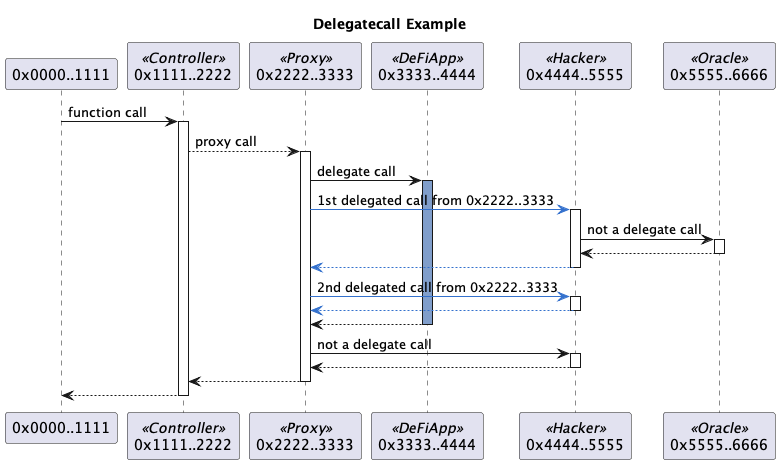 Delegatecall Example
0x0000..1111
«Controller»
0x1111..2222
«Proxy»
0x2222..3333
«DeFiApp»
0x3333..4444
«Hacker»
0x4444..5555
«Oracle»
0x5555..6666
function call
proxy call
delegate call
1st delegated call from 0x2222..3333
not a delegate call
2nd delegated call from 0x2222..3333
not a delegate call
0x0000..1111
«Controller»
0x1111..2222
«Proxy»
0x2222..3333
«DeFiApp»
0x3333..4444
«Hacker»
0x4444..5555
«Oracle»
0x5555..6666